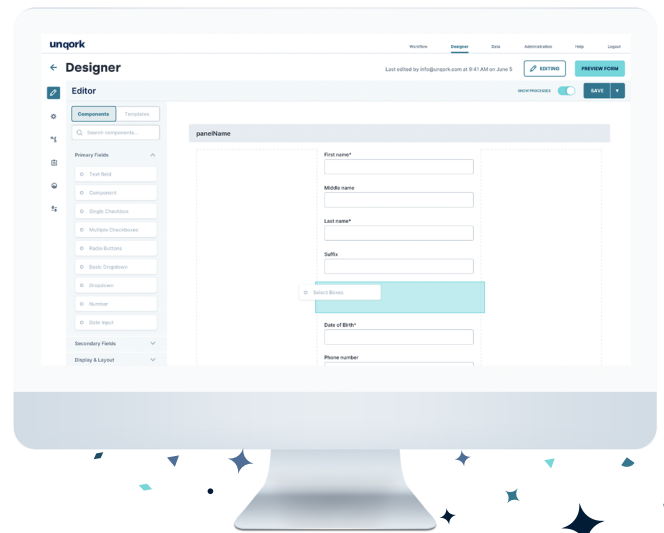 unqork
Workflow Designer Data Administration Help Logout
Designer
Last edited by info@unqork.com at 9:41 AM on June 5
EDITING
PREVIEW FORM
Editor
SHOW PROCESSES
SAVE
Components Templates
Search components...
panelName
Primary Fields
Text field
Component
Single Checkbox
Multiple Checkboxes
Radio Buttons
Basic Dropdown
Dropdown
Number
Date Input
Secondary Fields
Display & Layout
First name*
Middle name
Last name*
Suffix
Select Boxes
Date of Birth*
Phone number